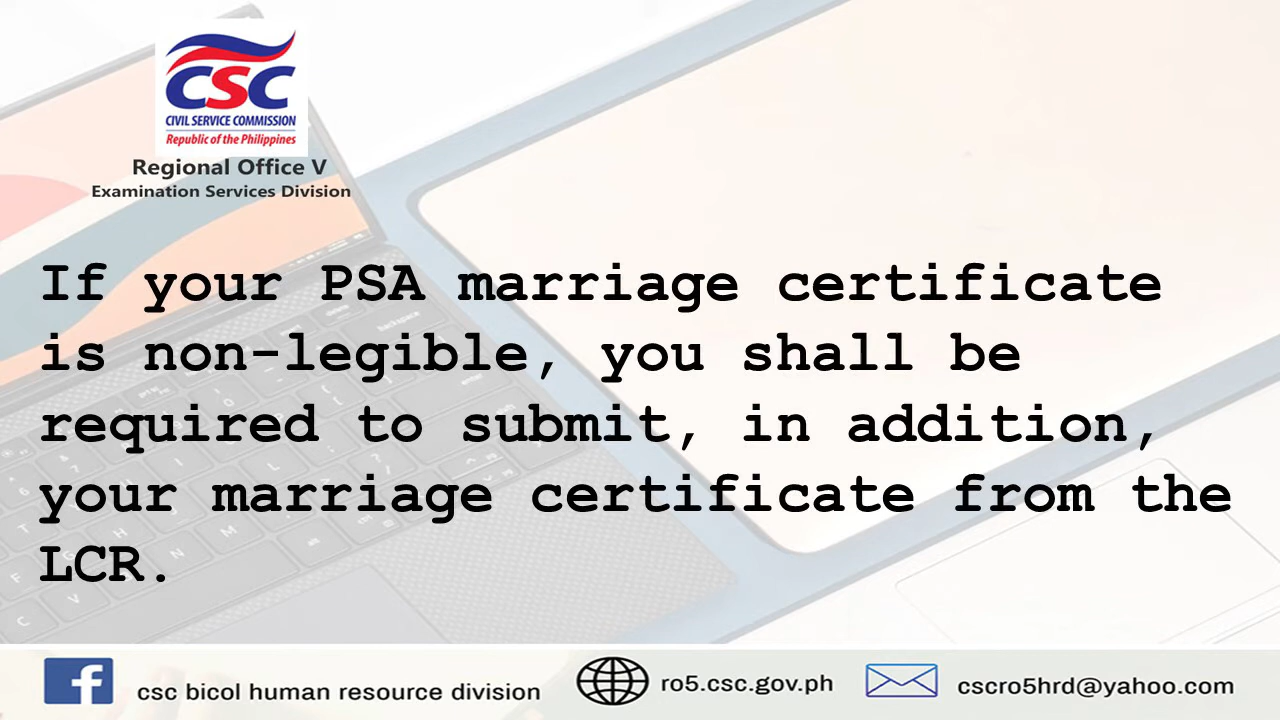 CSC
CIVIL SERVICE COMMISSION
Republic of the Philippines
Regional Office V
Examination Services Division
If your PSA marriage certificate
is non-legible, you shall be
required to submit, in addition,
your marriage certificate from the
LCR.
csc bicol human resource division
ro5.csc.gov.ph
cscro5hrd@yahoo.com